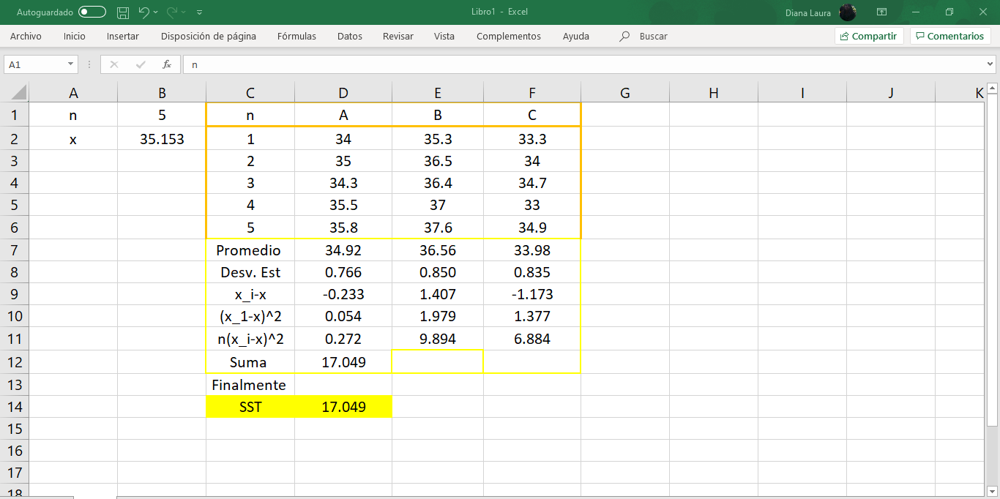 Autoguardado
Libro1 - Excel
Diana Laura
Archivo Inicio Insertar Disposición de página Fórmulas Datos Revisar Vista Complementos Ayuda Buscar Compartir Comentarios
A1 fx n
A B C D E F G H I J K
1 n 5 n A B C
2 x 35.153 1 34 35.3 33.3
3 2 35 36.5 34
4 3 34.3 36.4 34.7
5 4 35.5 37 33
6 5 35.8 37.6 34.9
7 Promedio 34.92 36.56 33.98
8 Desv. Est 0.766 0.850 0.835
9 x_i-x -0.233 1.407 -1.173
10 (x_1-x)^2 0.054 1.979 1.377
11 n(x_i-x)^2 0.272 9.894 6.884
12 Suma 17.049
13 Finalmente
14 SST 17.049
15
16
17
18